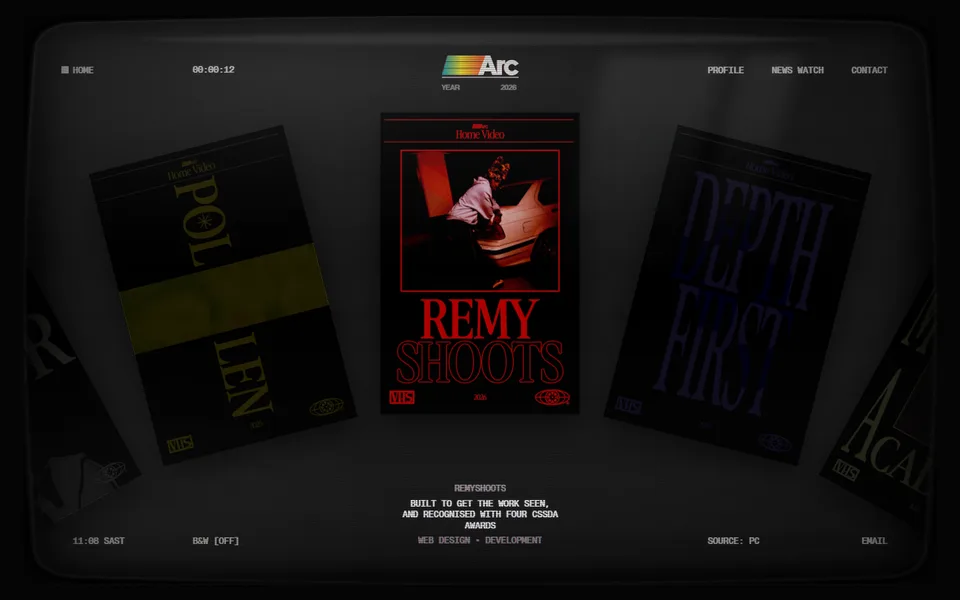 HOME
00:00:12
Arc
YEAR
2026
PROFILE
NEWS WATCH
CONTACT
Home Video
POL
LEN
VHS
Home Video
REMY
SHOOTS
VHS
2026
DEPTH
FIRST
VHS
R
VHS
REMYSHOOTS
BUILT TO GET THE WORK SEEN,
AND RECOGNISED WITH FOUR CSSDA
AWARDS
WEB DESIGN - DEVELOPMENT
11:08 SAST
B&W [OFF]
SOURCE: PC
EMAIL